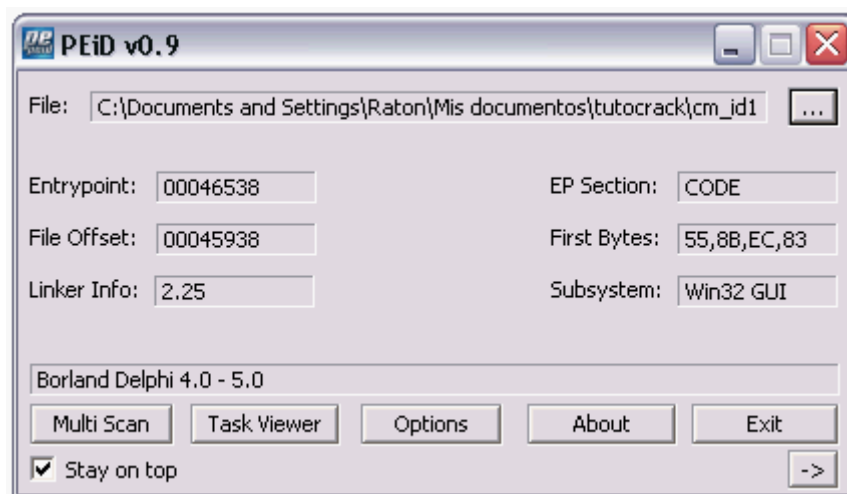 PEiD v0.9
File: C:\Documents and Settings\Raton\Mis documentos\tutocrack\cm_id1 ...
Entrypoint: 00046538 EP Section: CODE
File Offset: 00045938 First Bytes: 55,8B,EC,83
Linker Info: 2.25 Subsystem: Win32 GUI
Borland Delphi 4.0 - 5.0
Multi Scan Task Viewer Options About Exit
Stay on top ->